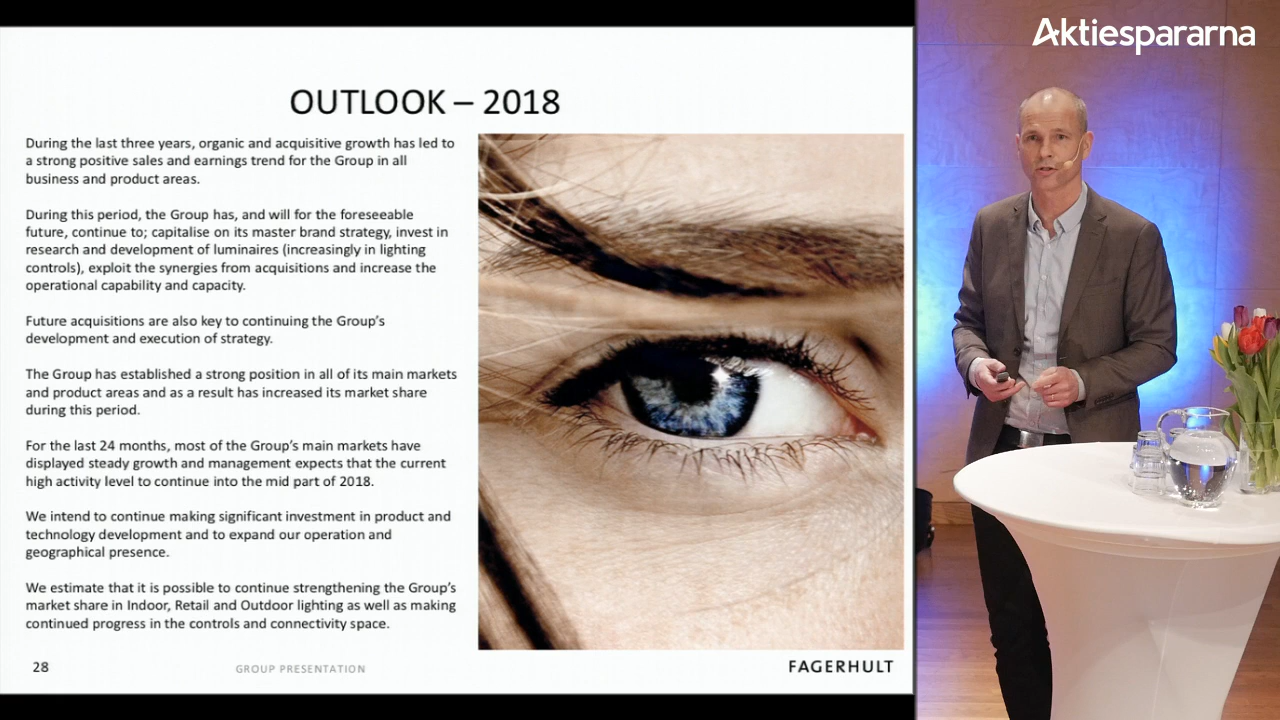 Aktiespararna
OUTLOOK – 2018
During the last three years, organic and acquisitive growth has led to
a strong positive sales and earnings trend for the Group in all
business and product areas.
During this period, the Group has, and will for the foreseeable
future, continue to; capitalise on its master brand strategy, invest in
research and development of luminaires (increasingly in lighting
controls), exploit the synergies from acquisitions and increase the
operational capability and capacity.
Future acquisitions are also key to continuing the Group's
development and execution of strategy.
The Group has established a strong position in all of its main markets
and product areas and as a result has increased its market share
during this period.
For the last 24 months, most of the Group's main markets have
displayed steady growth and management expects that the current
high activity level to continue into the mid part of 2018.
We intend to continue making significant investment in product and
technology development and to expand our operation and
geographical presence.
We estimate that it is possible to continue strengthening the Group's
market share in Indoor, Retail and Outdoor lighting as well as making
continued progress in the controls and connectivity space.
28
GROUP PRESENTATION
FAGERHULT